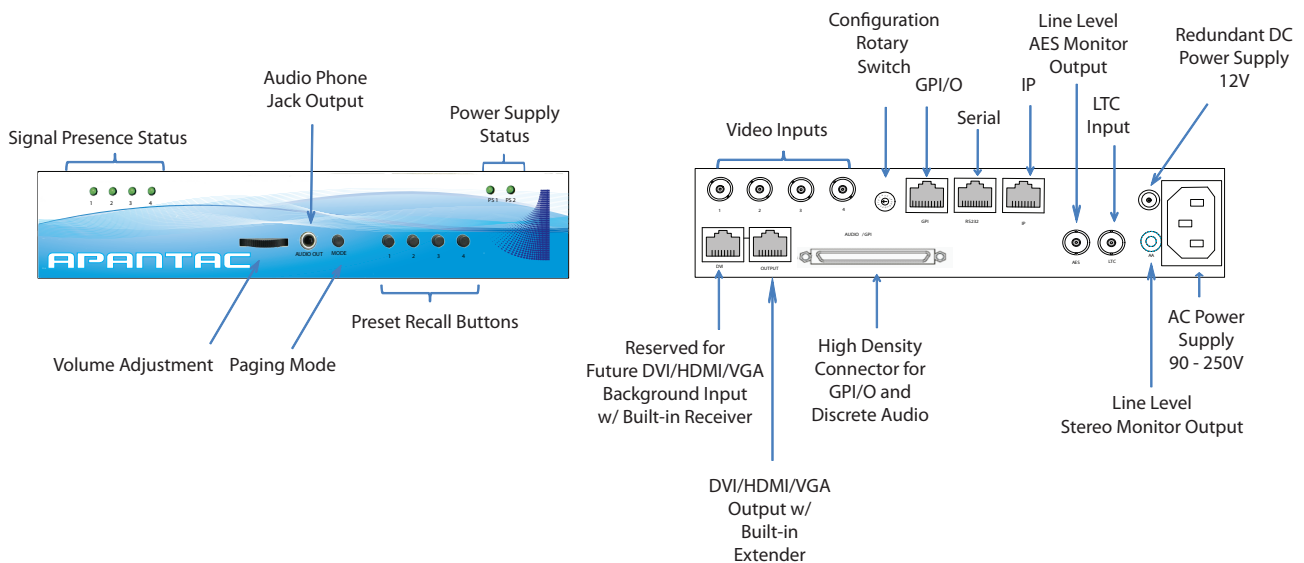 Audio Phone
Jack Output
Power Supply
Status
Signal Presence Status
1 2 3 4
PS 1 PS 2
APANTAC
AUDIO OUT
MODE
1 2 3 4
Preset Recall Buttons
Volume Adjustment
Paging Mode
Configuration
Rotary
Switch
Line Level
AES Monitor
Output
Redundant DC
Power Supply
12V
GPI/O
IP
Serial
LTC
Input
Video Inputs
1 2 3 4
GPI
RS232
IP
AUDIO /GPI
DVI
OUTPUT
AES
LTC
AA
Reserved for
Future DVI/HDMI/VGA
Background Input
w/ Built-in Receiver
High Density
Connector for
GPI/O and
Discrete Audio
AC Power
Supply
90 - 250V
Line Level
Stereo Monitor Output
DVI/HDMI/VGA
Output w/
Built-in
Extender